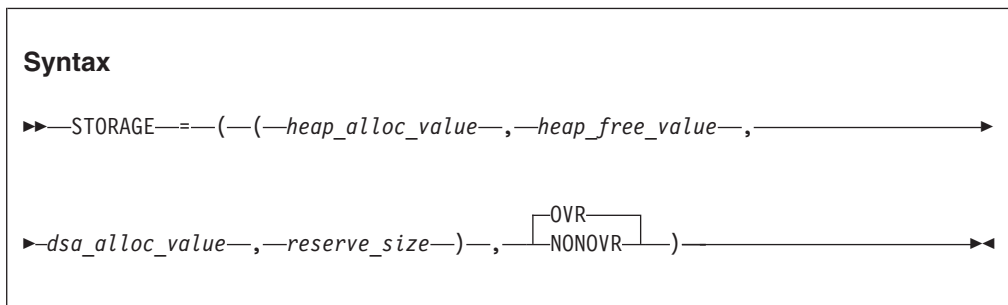 Syntax
STORAGE = ( ( heap_alloc_value , heap_free_value ,
OVR
dsa_alloc_value , reserve_size ) , NONOVR )